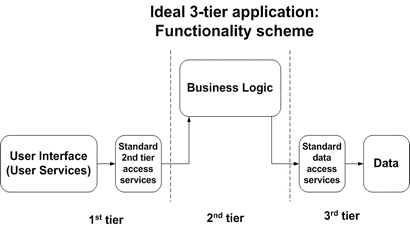 Ideal 3-tier application:
Functionality scheme
Business Logic
User Interface
(User Services)
Standard
2nd tier
access
services
Standard
data
access
services
Data
1st tier
2nd tier
3rd tier